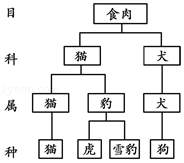 目 食肉
科 猫 犬
属 猫 豹 犬
种 猫 虎 雪豹 狗